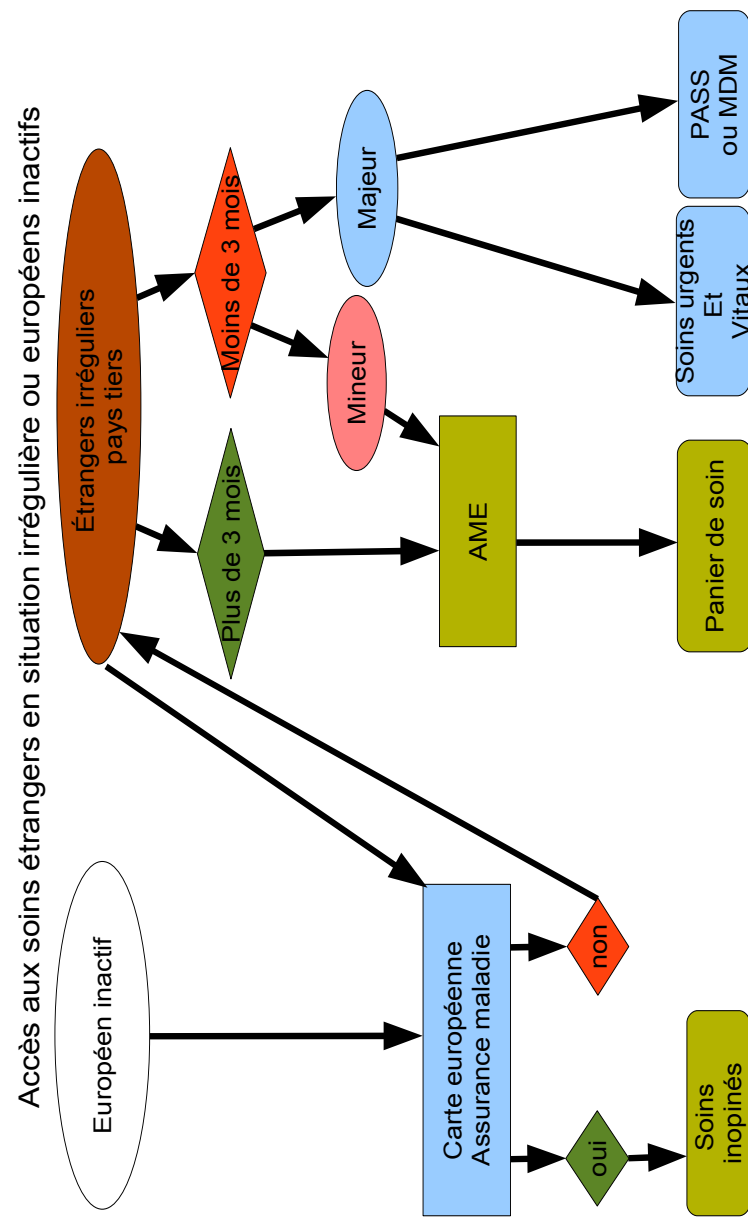 Accès aux soins étrangers en situation irrégulière ou européens inactifs
Européen inactif
Étrangers irréguliers
pays tiers
Plus de 3 mois
Moins de 3 mois
Mineur
Majeur
Carte européenne
Assurance maladie
AME
oui
non
Soins
inopinés
Panier de soin
Soins urgents
Et
Vitaux
PASS
ou MDM